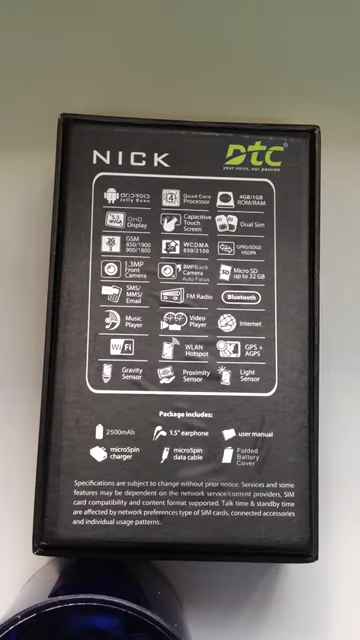 NICK
DTC®
your voice, our passion
ANDROID
Jelly Bean
4
Quad Core
Processor
4GB/1GB
ROM/RAM
QHD
Display
Capacitive
Touch
Screen
Dual Sim
GSM
850/1900
900/1800
WCDMA
850/2100
GPRS/EDGE
HSDPA
1.3MP
Front
Camera
8MP Back
Camera
Auto Focus
Micro SD
up to 32 GB
SMS/
MMS/
Email
FM Radio
Bluetooth
Music
Player
Video
Player
Internet
WiFi
WLAN
Hotspot
GPS +
AGPS
Gravity
Sensor
Proximity
Sensor
Light
Sensor
Package includes:
2500mAh
3.5" earphone
user manual
micro5pin
charger
micro5pin
data cable
Folded
Battery
Cover
Specifications are subject to change without prior notice. Services and some
features may be dependent on the network service/content providers, SIM
card compatibility and content format supported. Talk time & standby time
are affected by network preferences type of SIM cards, connected accessories
and individual usage patterns.